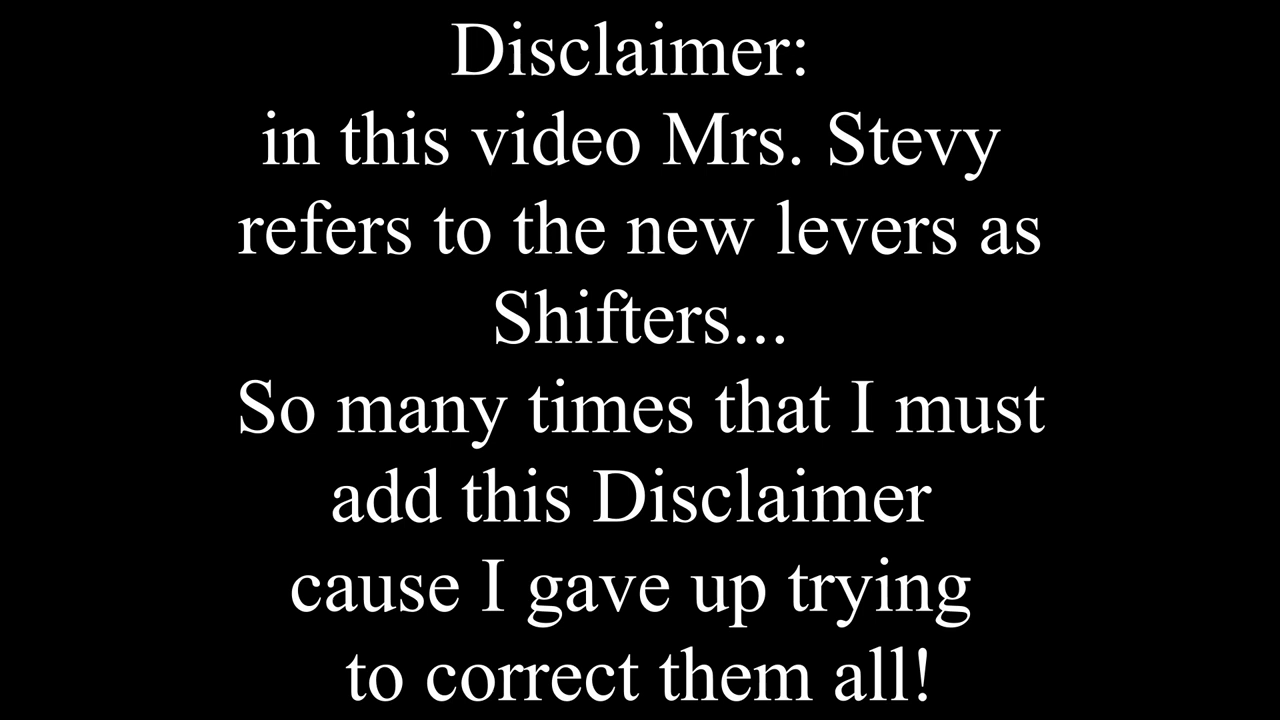 Disclaimer:
in this video Mrs. Stevy
refers to the new levers as
Shifters...
So many times that I must
add this Disclaimer
cause I gave up trying
to correct them all!